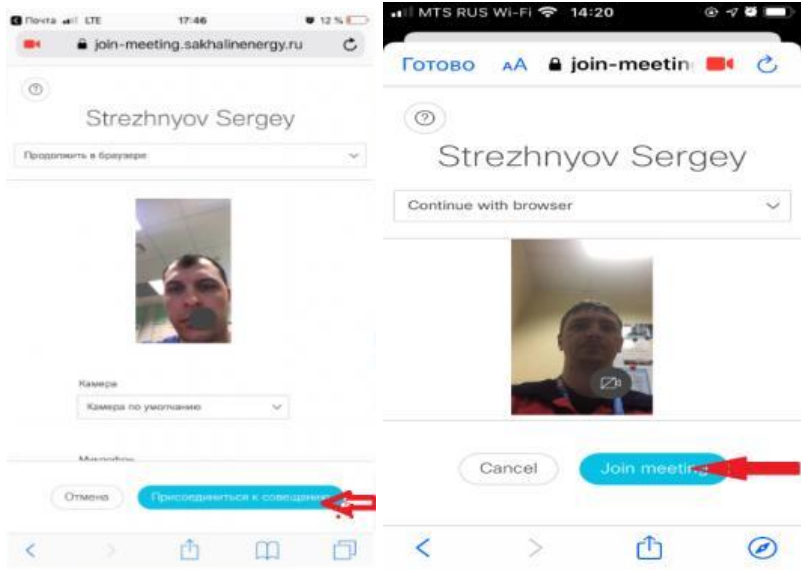 Почта LTE 17:46 12 %
join-meeting.sakhalinenergy.ru
Strezhnyov Sergey
Продолжить в браузере
Камера
Камера по умолчанию
Микрофон
Отмена
Присоединиться к совещанию
MTS RUS Wi-Fi 14:20
Готово AA join-meetin
Strezhnyov Sergey
Continue with browser
Cancel
Join meeting